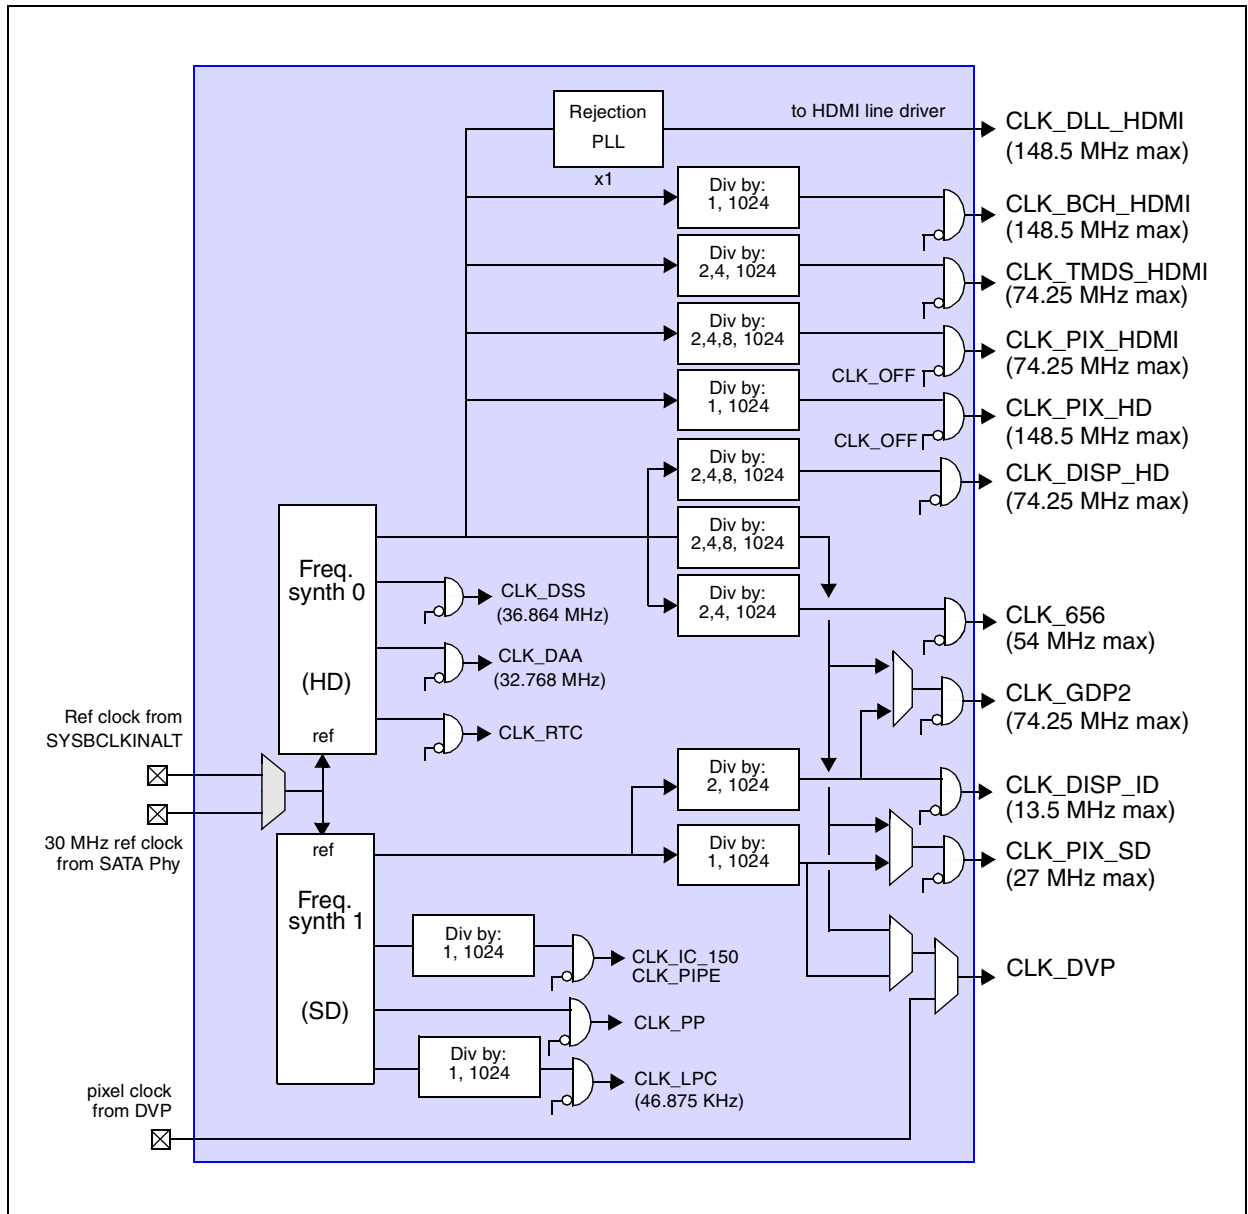 Rejection
PLL
x1
to HDMI line driver
CLK_DLL_HDMI
(148.5 MHz max)
Div by:
1, 1024
CLK_BCH_HDMI
(148.5 MHz max)
Div by:
2,4, 1024
CLK_TMDS_HDMI
(74.25 MHz max)
Div by:
2,4,8, 1024
CLK_OFF
CLK_PIX_HDMI
(74.25 MHz max)
Div by:
1, 1024
CLK_OFF
CLK_PIX_HD
(148.5 MHz max)
Div by:
2,4,8, 1024
CLK_DISP_HD
(74.25 MHz max)
Div by:
2,4,8, 1024
Div by:
2,4, 1024
CLK_656
(54 MHz max)
Freq.
synth 0
(HD)
ref
CLK_DSS
(36.864 MHz)
CLK_DAA
(32.768 MHz)
CLK_RTC
CLK_GDP2
(74.25 MHz max)
Ref clock from
SYSBCLKINALT
30 MHz ref clock
from SATA Phy
Div by:
2, 1024
CLK_DISP_ID
(13.5 MHz max)
Div by:
1, 1024
CLK_PIX_SD
(27 MHz max)
ref
Freq.
synth 1
(SD)
Div by:
1, 1024
CLK_IC_150
CLK_PIPE
CLK_DVP
CLK_PP
Div by:
1, 1024
CLK_LPC
(46.875 KHz)
pixel clock
from DVP